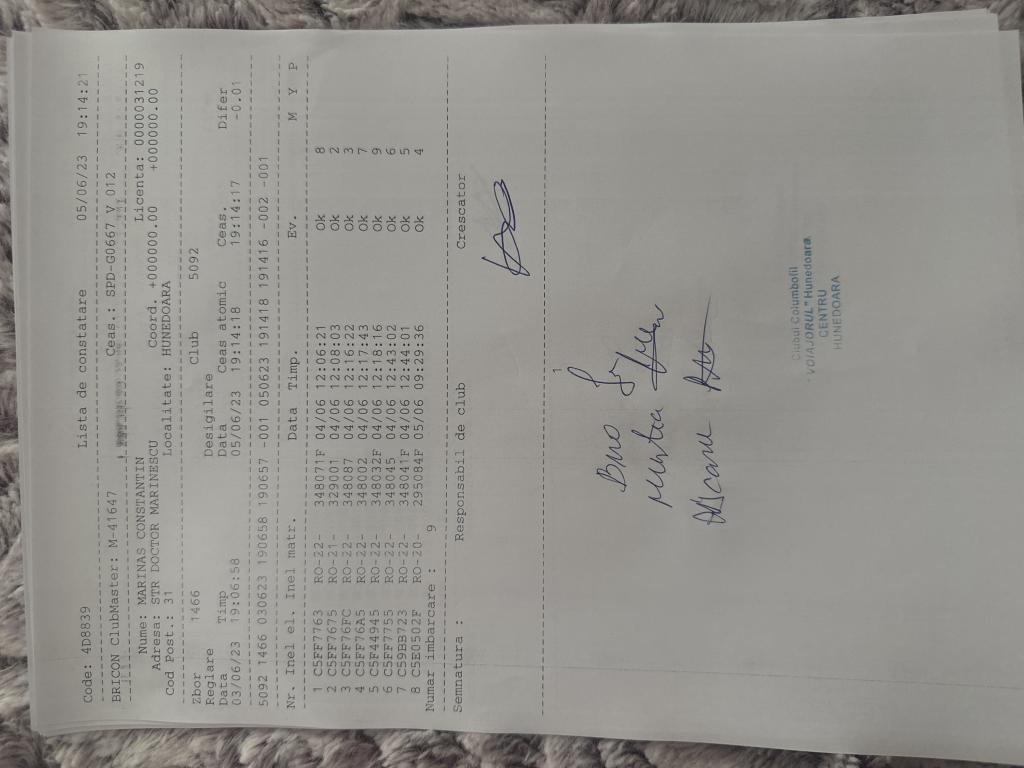 Code: 4D8839 Lista de constatare 05/06/23 19:14:21
BRICON ClubMaster: M-41647 Ceas.: SPD-G0667 V 012
Nume: MARINAS CONSTANTIN Licenta: 0000031219
Adresa: STR DOCTOR MARINESCU Coord. +000000.00 +0000000.00
Cod Post.: 31 Localitate: HUNEDOARA
Zbor 1466 Club 5092
Reglare Desigilare
Data Timp Data Ceas atomic Ceas. Difer
03/06/23 19:06:58 05/06/23 19:14:18 19:14:17 -0.01
5092 1466 030623 190658 190657 -001 050623 191418 191416 -002 -001
Nr. Inel el. Inel matr. Data Timp. Ev. M Y P
1 C5FF7763 RO-22- 348071F 04/06 12:06:21 Ok 8
2 C5FF7675 RO-21- 329001 04/06 12:08:03 Ok 2
3 C5FF76FC RO-22- 348087 04/06 12:16:22 Ok 3
4 C5FF76A5 RO-22- 348002 04/06 12:17:43 Ok 7
5 C5F44945 RO-22- 348032F 04/06 12:18:16 Ok 9
6 C5FF7755 RO-22- 348045 04/06 12:43:02 Ok 6
7 C55BB723 RO-22- 348041F 04/06 12:44:01 Ok 5
8 C5E0502F RO-20- 295084F 05/06 09:29:36 Ok 4
Numar imbarcare : 9
Semnatura : Responsabil de club Crescator
1
Clubul Columbofil
"VOIAJORUL" Hunedoara
CENTRU
HUNEDOARA